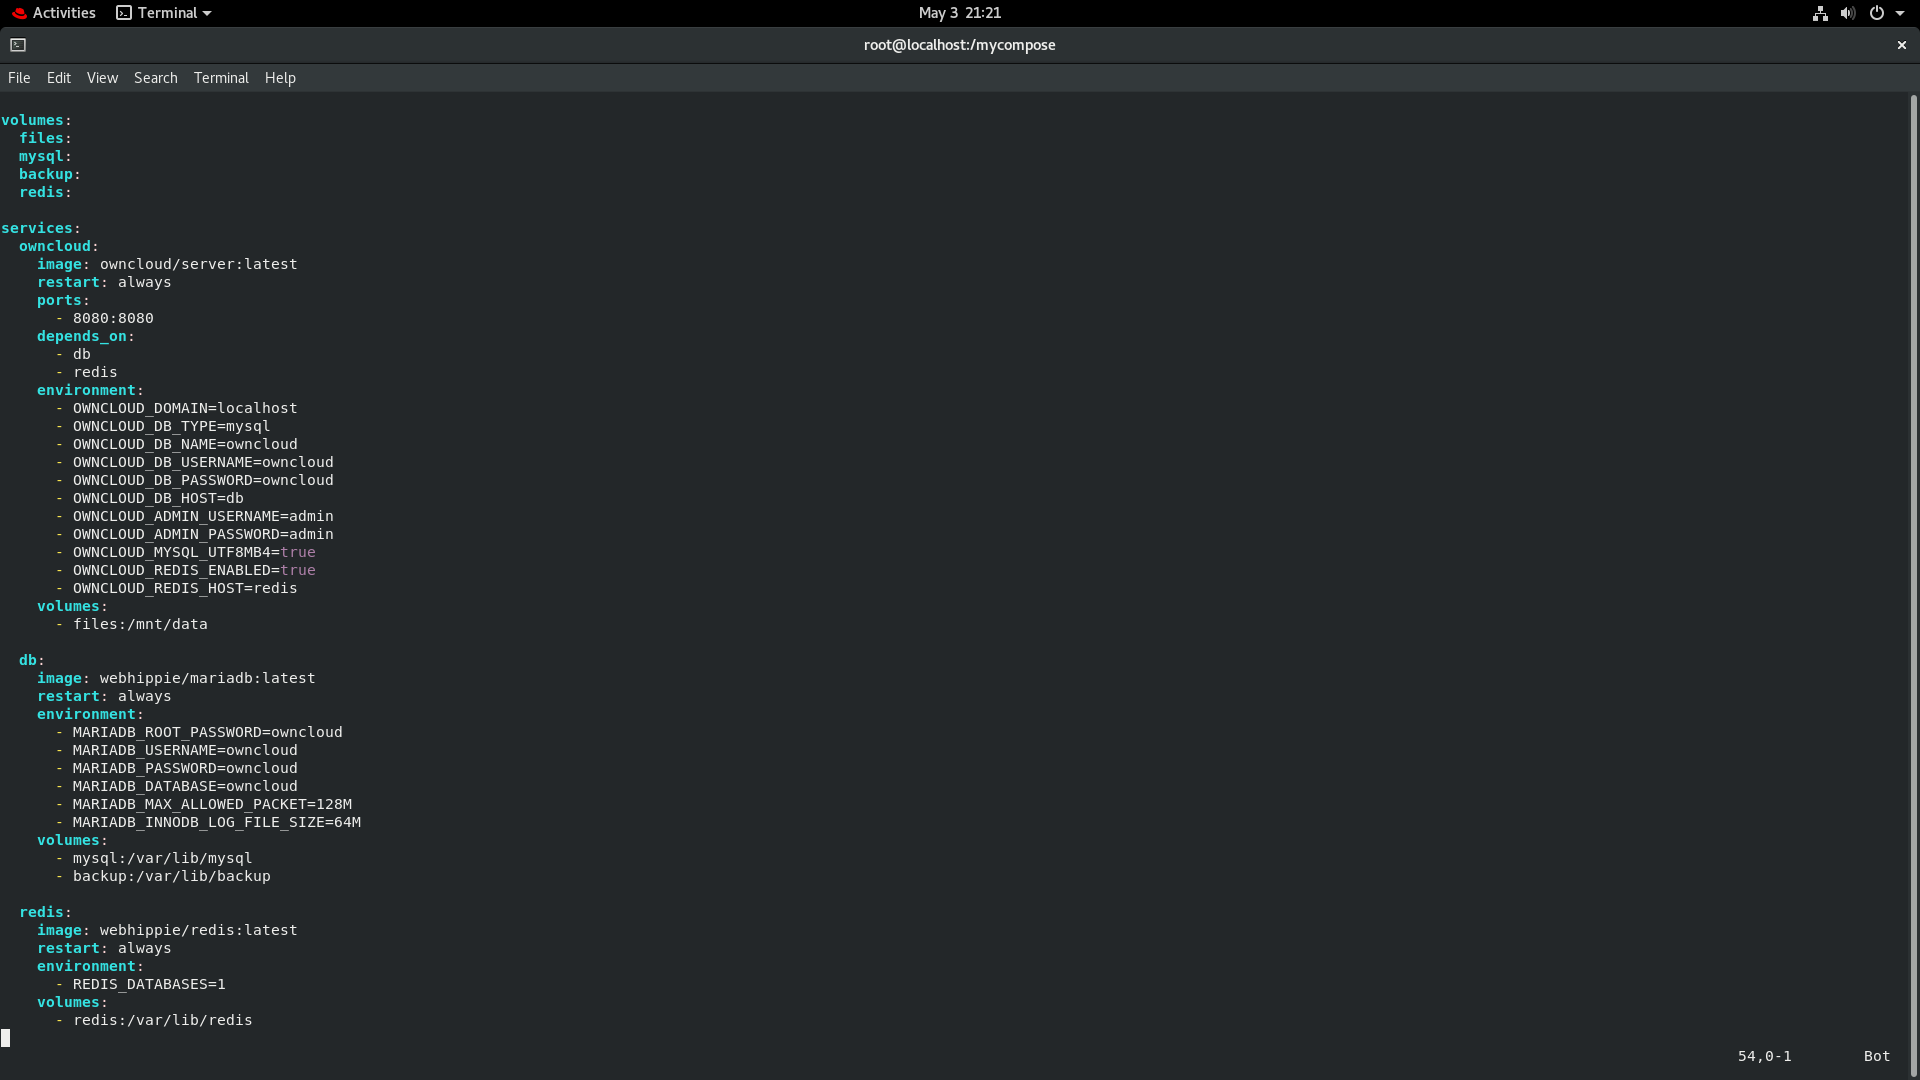 Activities Terminal May 3 21:21
root@localhost:/mycompose
File Edit View Search Terminal Help
volumes:
  files:
  mysql:
  backup:
  redis:
services:
  owncloud:
    image: owncloud/server:latest
    restart: always
    ports:
      - 8080:8080
    depends_on:
      - db
      - redis
    environment:
      - OWNCLOUD_DOMAIN=localhost
      - OWNCLOUD_DB_TYPE=mysql
      - OWNCLOUD_DB_NAME=owncloud
      - OWNCLOUD_DB_USERNAME=owncloud
      - OWNCLOUD_DB_PASSWORD=owncloud
      - OWNCLOUD_DB_HOST=db
      - OWNCLOUD_ADMIN_USERNAME=admin
      - OWNCLOUD_ADMIN_PASSWORD=admin
      - OWNCLOUD_MYSQL_UTF8MB4=true
      - OWNCLOUD_REDIS_ENABLED=true
      - OWNCLOUD_REDIS_HOST=redis
    volumes:
      - files:/mnt/data
  db:
    image: webhippie/mariadb:latest
    restart: always
    environment:
      - MARIADB_ROOT_PASSWORD=owncloud
      - MARIADB_USERNAME=owncloud
      - MARIADB_PASSWORD=owncloud
      - MARIADB_DATABASE=owncloud
      - MARIADB_MAX_ALLOWED_PACKET=128M
      - MARIADB_INNODB_LOG_FILE_SIZE=64M
    volumes:
      - mysql:/var/lib/mysql
      - backup:/var/lib/backup
  redis:
    image: webhippie/redis:latest
    restart: always
    environment:
      - REDIS_DATABASES=1
    volumes:
      - redis:/var/lib/redis
54,0-1 Bot